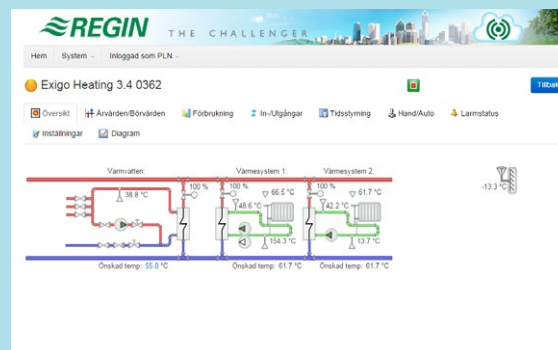 REGIN THE CHALLENGER
Hem System Inloggad som PLN
Exigo Heating 3.4 0362
Tillbak
Översikt Ärvärden/Börvärden Förbrukning In-/Utgångar Tidsstyrning Hand/Auto Larmstatus
Inställningar Diagram
Varmvatten: Värmesystem 1: Värmesystem 2:
100 % 100 % 100 %
38.8 °C 66.5 °C 61.7 °C
-13.3 °C
48.6 °C 42.2 °C
154.3 °C 13.7 °C
Önskad temp: 55.0 °C Önskad temp: 61.7 °C Önskad temp: 61.7 °C